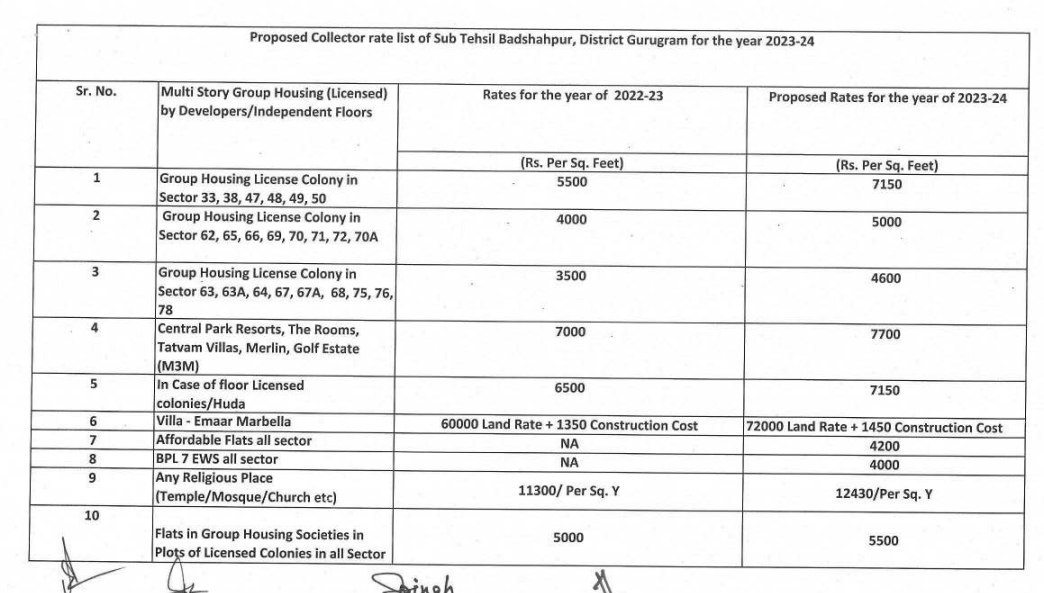 Proposed Collector rate list of Sub Tehsil Badshahpur, District Gurugram for the year 2023-24
Sr. No. Multi Story Group Housing (Licensed) by Developers/Independent Floors Rates for the year of 2022-23 Proposed Rates for the year of 2023-24
(Rs. Per Sq. Feet) (Rs. Per Sq. Feet)
1 Group Housing License Colony in 5500 7150
Sector 33, 38, 47, 48, 49, 50
2 Group Housing License Colony in 4000 5000
Sector 62, 65, 66, 69, 70, 71, 72, 70A
3 Group Housing License Colony in 3500 4600
Sector 63, 63A, 64, 67, 67A, 68, 75, 76,
78
4 Central Park Resorts, The Rooms, 7000 7700
Tatvam Villas, Merlin, Golf Estate
(M3M)
5 In Case of floor Licensed 6500 7150
colonies/Huda
6 Villa - Emaar Marbella 60000 Land Rate + 1350 Construction Cost 72000 Land Rate + 1450 Construction Cost
7 Affordable Flats all sector NA 4200
8 BPL 7 EWS all sector NA 4000
9 Any Religious Place 11300/ Per Sq. Y 12430/Per Sq. Y
(Temple/Mosque/Church etc)
10 Flats in Group Housing Societies in 5000 5500
Plots of Licensed Colonies in all Sector